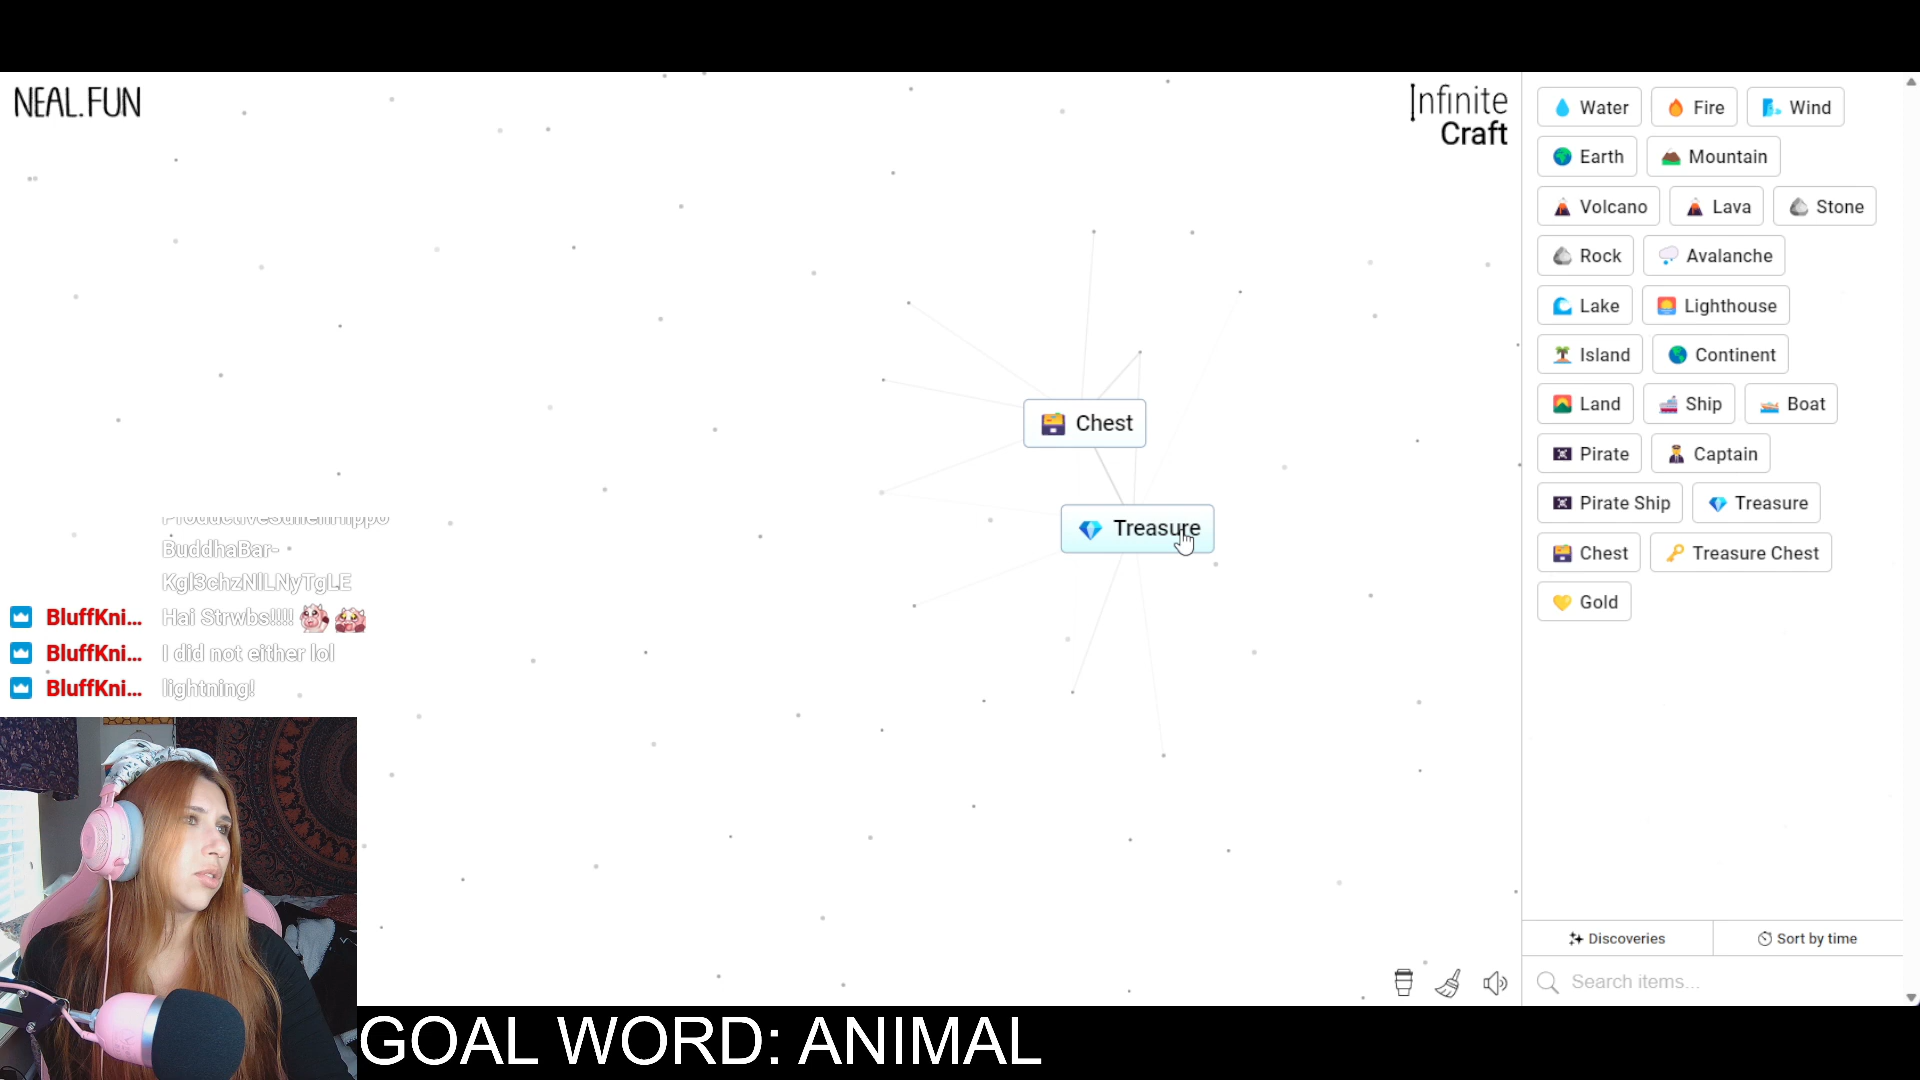 NEAL.FUN
Infinite
Craft
Water
Fire
Wind
Earth
Mountain
Volcano
Lava
Stone
Rock
Avalanche
Lake
Lighthouse
Island
Continent
Land
Ship
Boat
Pirate
Captain
Pirate Ship
Treasure
Chest
Treasure Chest
Gold
Chest
Treasure
BuddhaBar-
BluffKni... Hai Strwbs!!!!
BluffKni... I did not either lol
BluffKni... lightning!
Discoveries
Sort by time
Search items...
GOAL WORD: ANIMAL